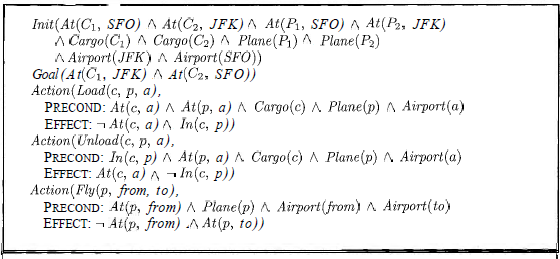 Init(At(C₁, SFO) ∧ At(C₂, JFK) ∧ At(P₁, SFO) ∧ At(P₂, JFK)
∧ Cargo(C₁) ∧ Cargo(C₂) ∧ Plane(P₁) ∧ Plane(P₂)
∧ Airport(JFK) ∧ Airport(SFO))
Goal(At(C₁, JFK) ∧ At(C₂, SFO))
Action(Load(c, p, a),
PRECOND: At(c, a) ∧ At(p, a) ∧ Cargo(c) ∧ Plane(p) ∧ Airport(a)
EFFECT: ¬ At(c, a) ∧ In(c, p))
Action(Unload(c, p, a),
PRECOND: In(c, p) ∧ At(p, a) ∧ Cargo(c) ∧ Plane(p) ∧ Airport(a)
EFFECT: At(c, a) ∧ ¬ In(c, p))
Action(Fly(p, from, to),
PRECOND: At(p, from) ∧ Plane(p) ∧ Airport(from) ∧ Airport(to)
EFFECT: ¬ At(p, from) ∧ At(p, to))